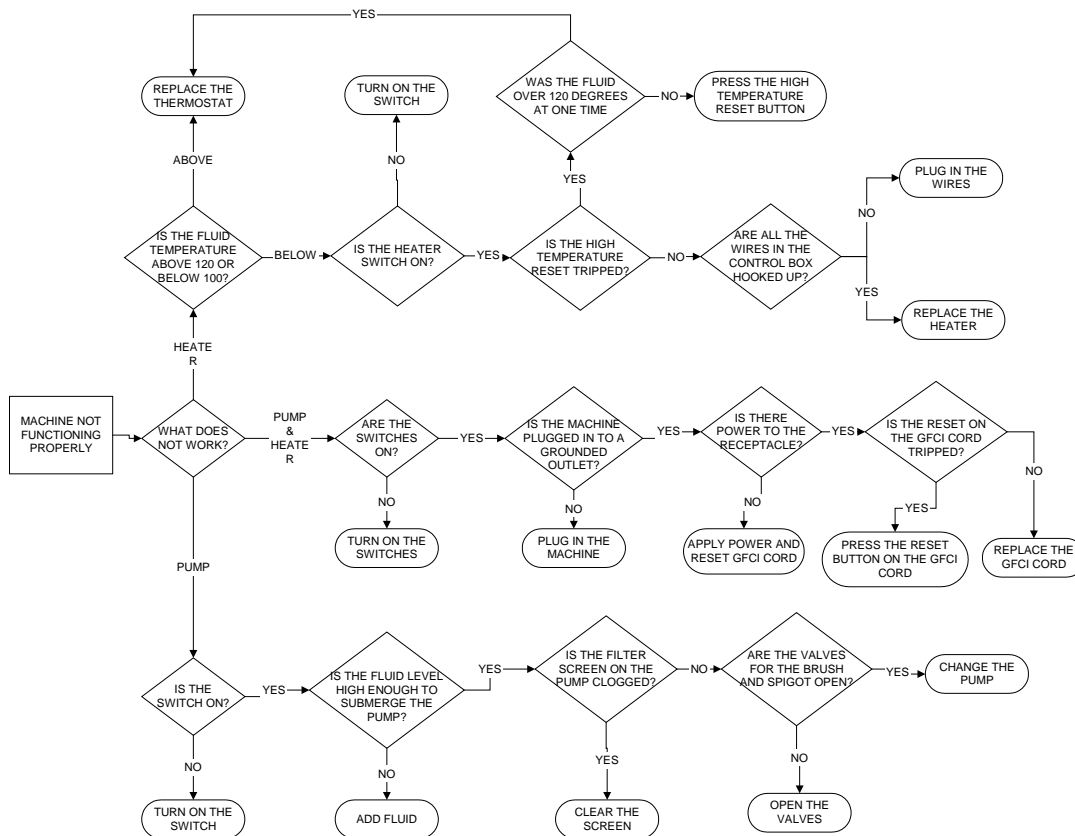 YES
REPLACE THE
THERMOSTAT
TURN ON THE
SWITCH
WAS THE FLUID
OVER 120 DEGREES
AT ONE TIME
NO
PRESS THE HIGH
TEMPERATURE
RESET BUTTON
ABOVE
NO
YES
PLUG IN THE
WIRES
IS THE FLUID
TEMPERATURE
ABOVE 120 OR
BELOW 100?
BELOW
IS THE HEATER
SWITCH ON?
YES
IS THE HIGH
TEMPERATURE
RESET TRIPPED?
NO
ARE ALL THE
WIRES IN THE
CONTROL BOX
HOOKED UP?
NO
YES
REPLACE THE
HEATER
HEATE
R
MACHINE NOT
FUNCTIONING
PROPERLY
WHAT DOES
NOT WORK?
PUMP
&
HEATE
R
ARE THE
SWITCHES
ON?
YES
IS THE MACHINE
PLUGGED IN TO A
GROUNDED
OUTLET?
YES
IS THERE
POWER TO THE
RECEPTACLE?
YES
IS THE RESET ON
THE GFCI CORD
TRIPPED?
NO
NO
NO
YES
NO
TURN ON THE
SWITCHES
PLUG IN THE
MACHINE
APPLY POWER AND
RESET GFCI CORD
PRESS THE RESET
BUTTON ON THE GFCI
CORD
REPLACE THE
GFCI CORD
PUMP
IS THE
SWITCH ON?
YES
IS THE FLUID LEVEL
HIGH ENOUGH TO
SUBMERGE THE
PUMP?
YES
IS THE FILTER
SCREEN ON THE
PUMP CLOGGED?
NO
ARE THE VALVES
FOR THE BRUSH
AND SPIGOT OPEN?
YES
CHANGE THE
PUMP
NO
NO
YES
NO
TURN ON THE
SWITCH
ADD FLUID
CLEAR THE
SCREEN
OPEN THE
VALVES